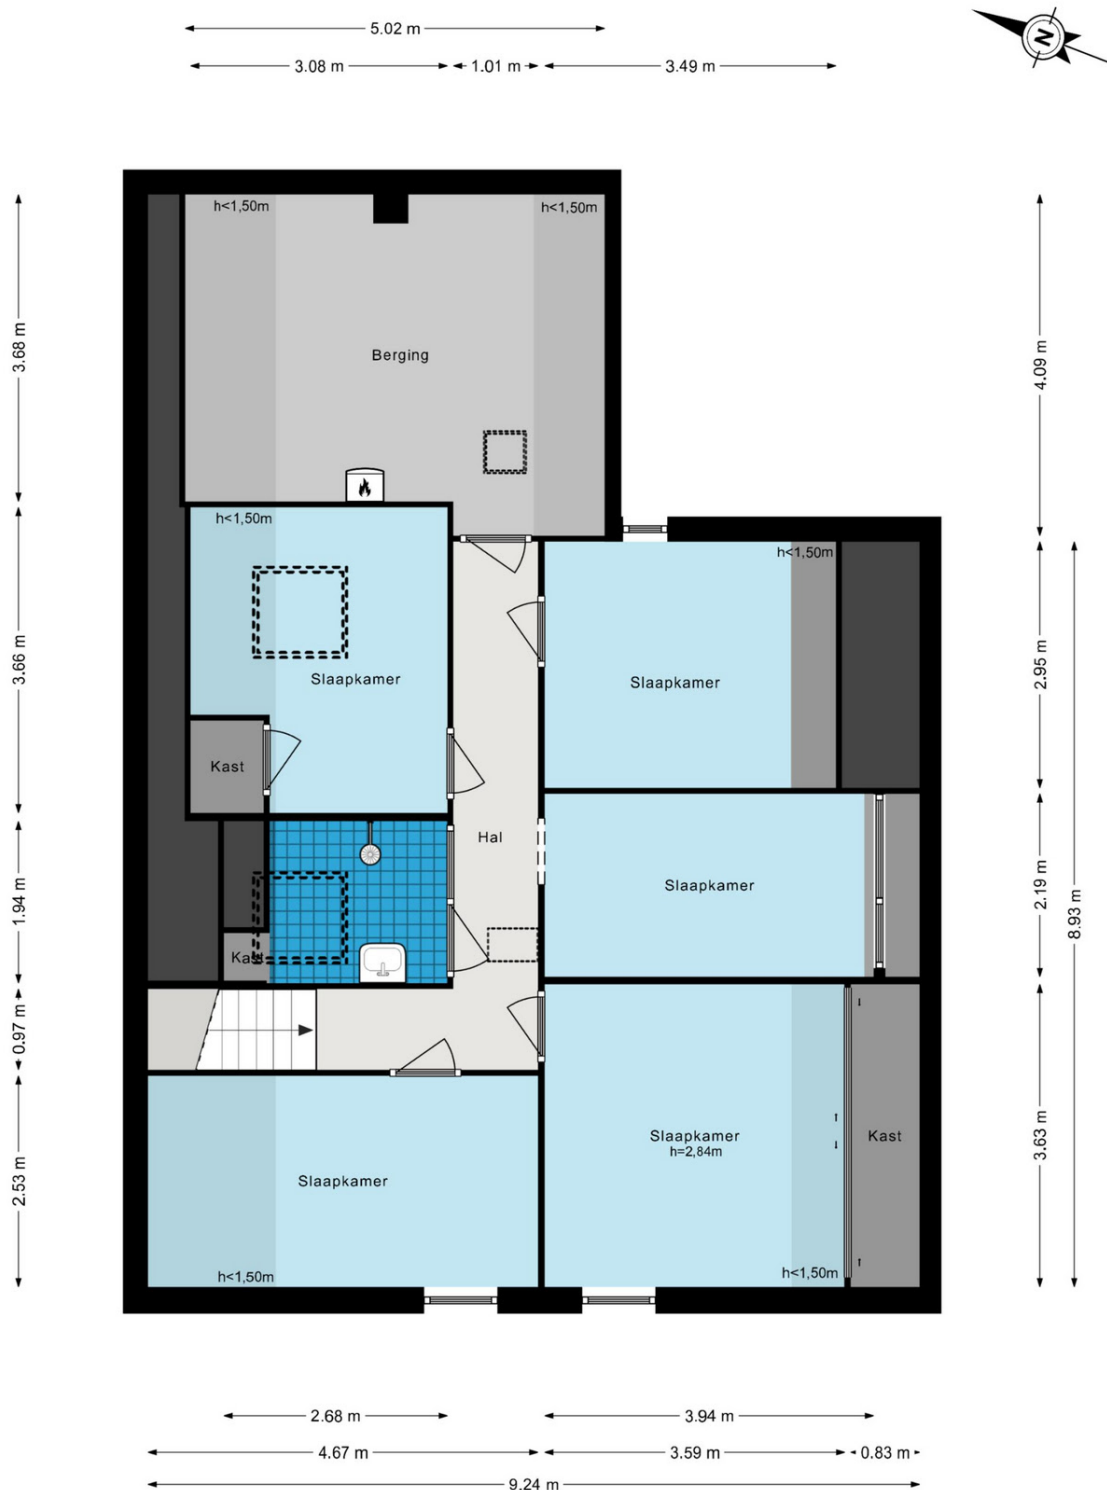 5.02 m
3.08 m
1.01 m
3.49 m
N
h<1,50m
h<1,50m
3.68 m
Berging
4.09 m
h<1,50m
h<1,50m
3.66 m
Slaapkamer
Slaapkamer
2.95 m
Kast
Hal
Slaapkamer
1.94 m
2.19 m
8.93 m
Kast
0.97 m
Slaapkamer
h=2,84m
Kast
3.63 m
2.53 m
Slaapkamer
h<1,50m
h<1,50m
2.68 m
3.94 m
4.67 m
3.59 m
0.83 m
9.24 m